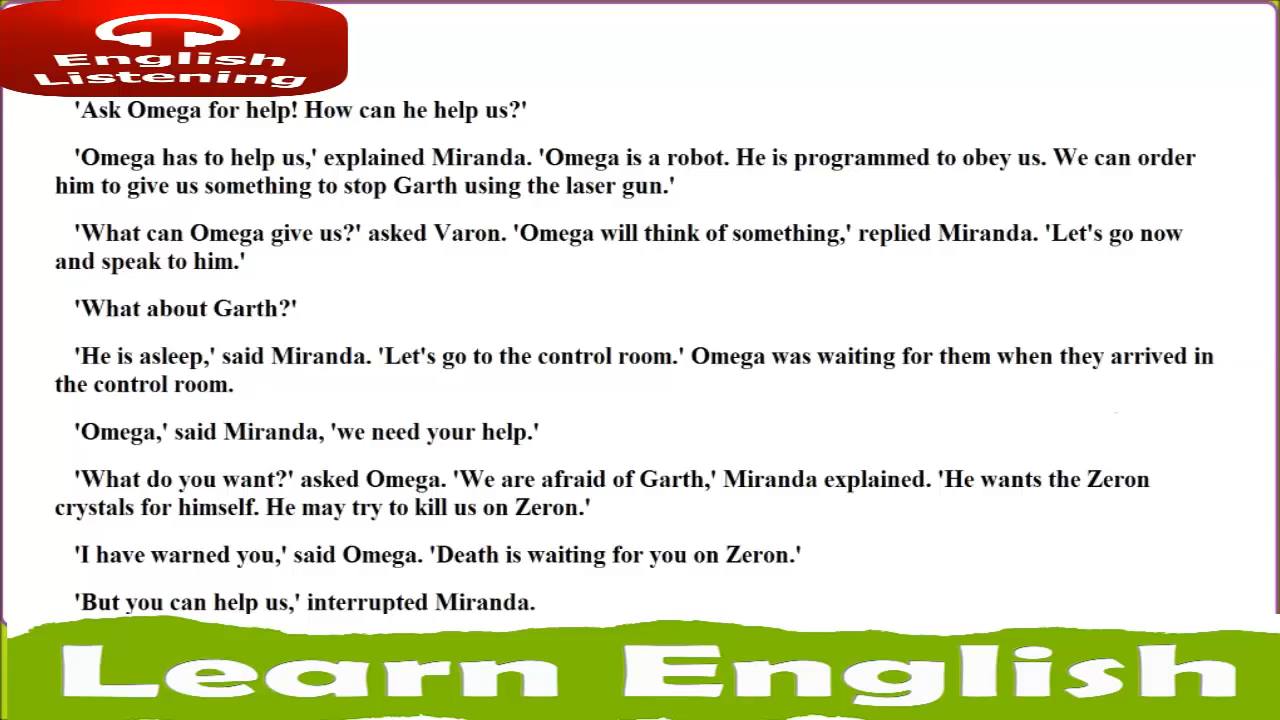 English
Listening
'Ask Omega for help! How can he help us?'
'Omega has to help us,' explained Miranda. 'Omega is a robot. He is programmed to obey us. We can order
him to give us something to stop Garth using the laser gun.'
'What can Omega give us?' asked Varon. 'Omega will think of something,' replied Miranda. 'Let's go now
and speak to him.'
'What about Garth?'
'He is asleep,' said Miranda. 'Let's go to the control room.' Omega was waiting for them when they arrived in
the control room.
'Omega,' said Miranda, 'we need your help.'
'What do you want?' asked Omega. 'We are afraid of Garth,' Miranda explained. 'He wants the Zeron
crystals for himself. He may try to kill us on Zeron.'
'I have warned you,' said Omega. 'Death is waiting for you on Zeron.'
'But you can help us,' interrupted Miranda.
Learn English